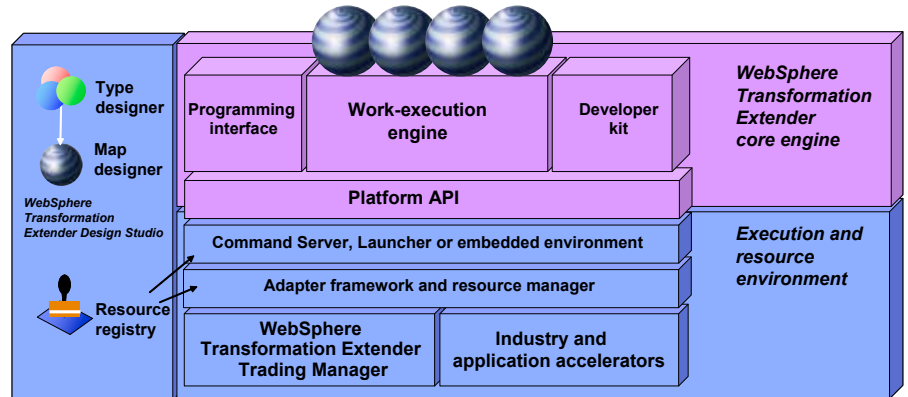 Type
designer
Map
designer
WebSphere
Transformation
Extender Design Studio
Resource
registry
Programming
interface
Work-execution
engine
Developer
kit
WebSphere
Transformation
Extender
core engine
Platform API
Command Server, Launcher or embedded environment
Adapter framework and resource manager
WebSphere
Transformation Extender
Trading Manager
Industry and
application accelerators
Execution and
resource
environment